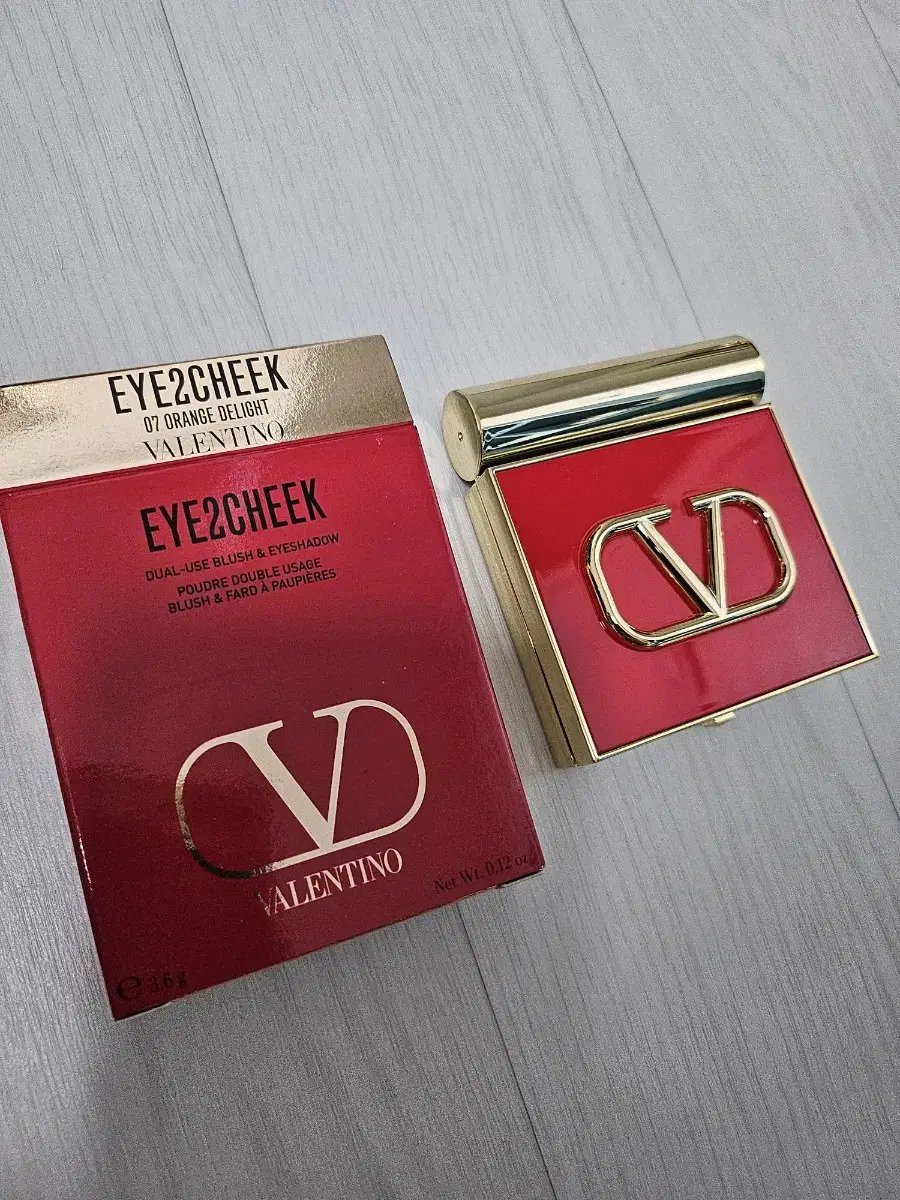 EYE2CHEEK
07 ORANGE DELIGHT
VALENTINO
EYE2CHEEK
DUAL-USE BLUSH & EYESHADOW
POUDRE DOUBLE USAGE
BLUSH & FARD À PAUPIÈRES
V
VALENTINO
Net Wt. 0.12 oz
e 3.6 g
V